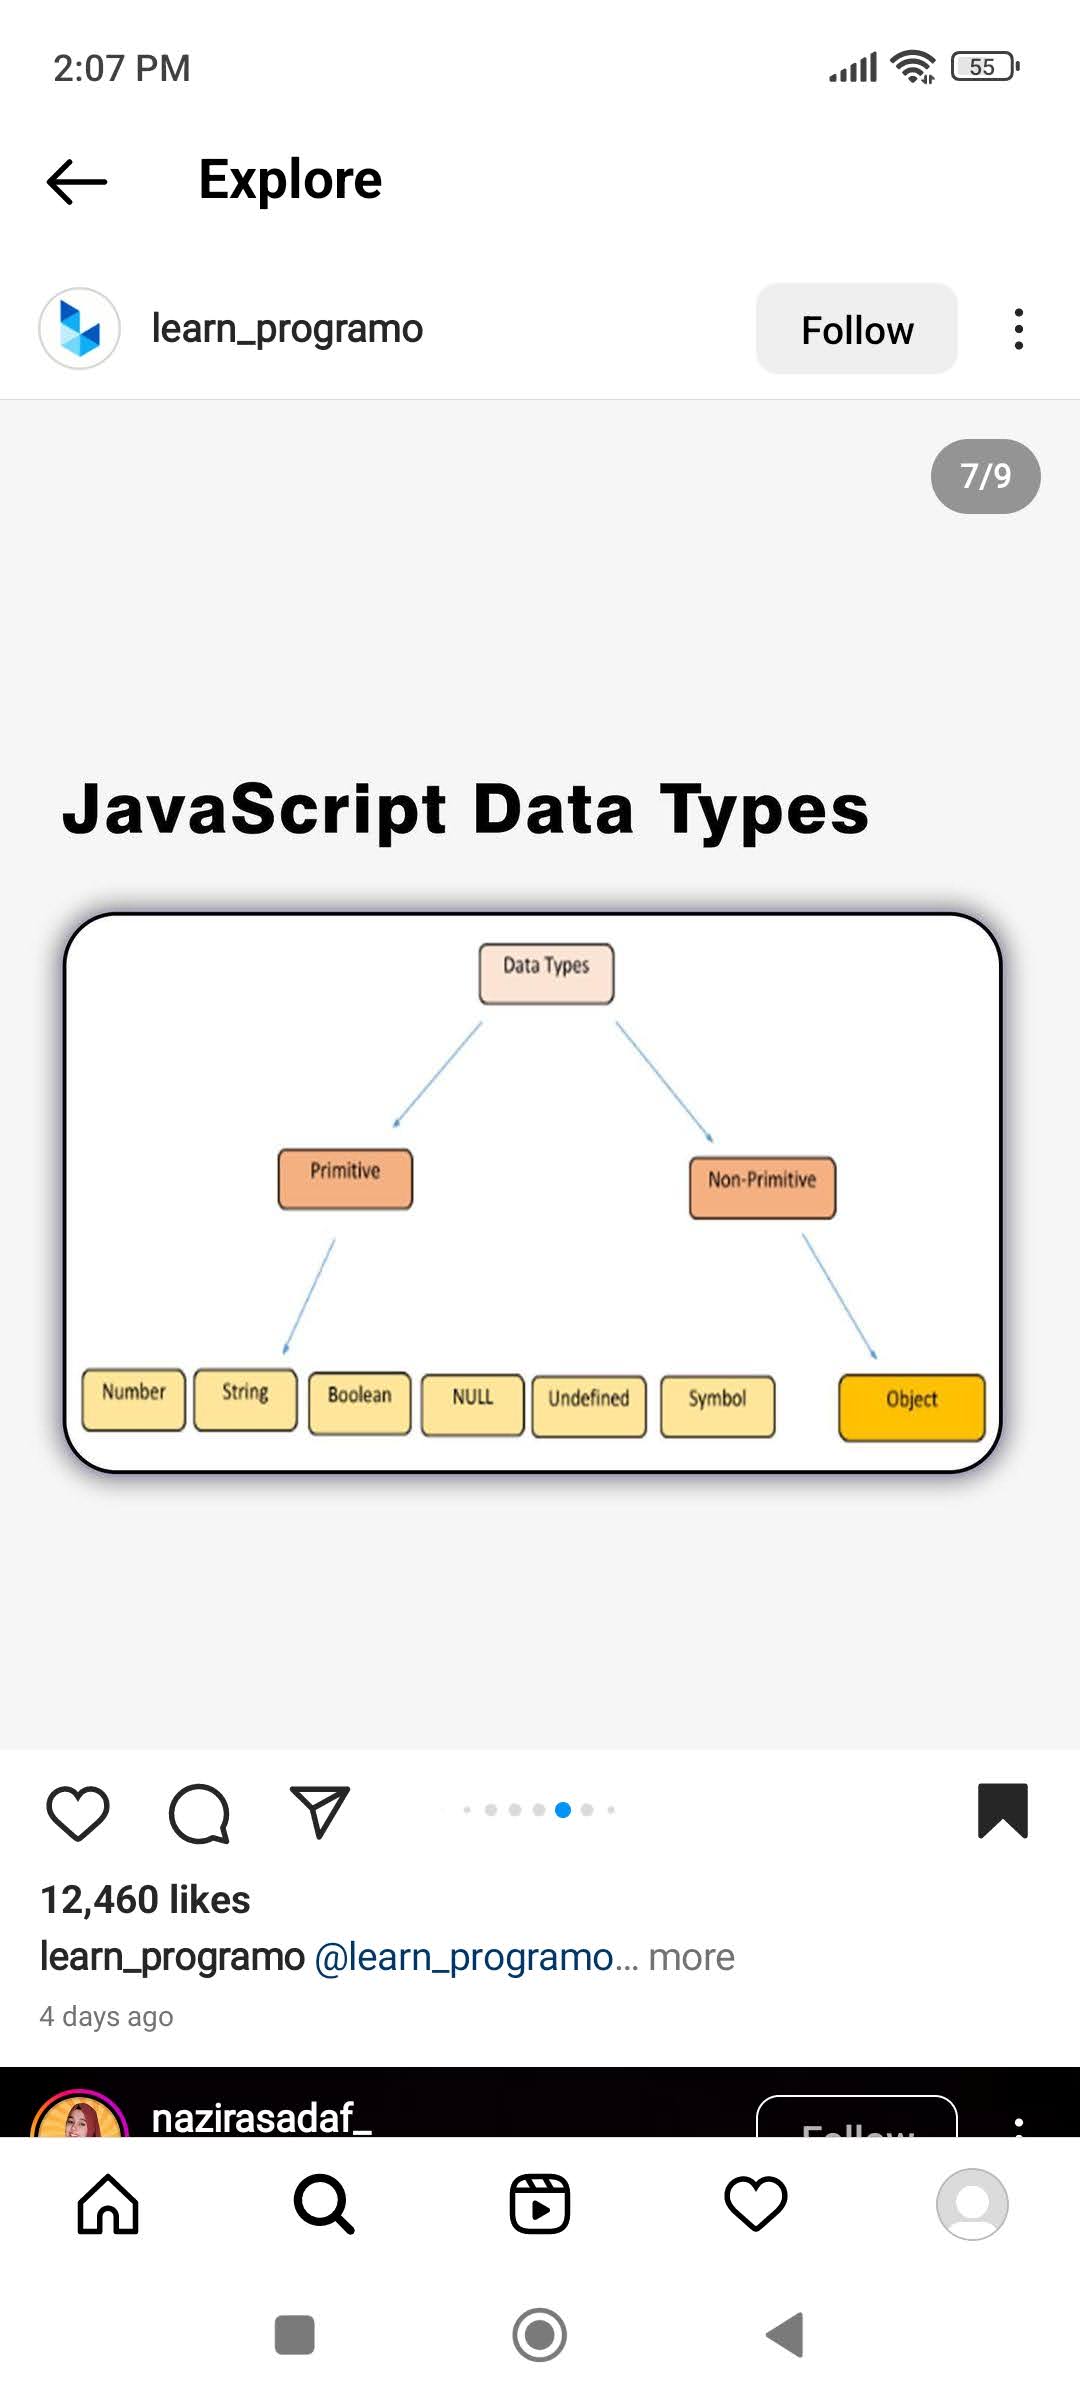 2:07 PM
55
Explore
learn_programo
Follow
7/9
JavaScript Data Types
Data Types
Primitive
Non-Primitive
Number String Boolean NULL Undefined Symbol Object
12,460 likes
learn_programo @learn_programo... more
4 days ago
nazirasadaf_
Follow